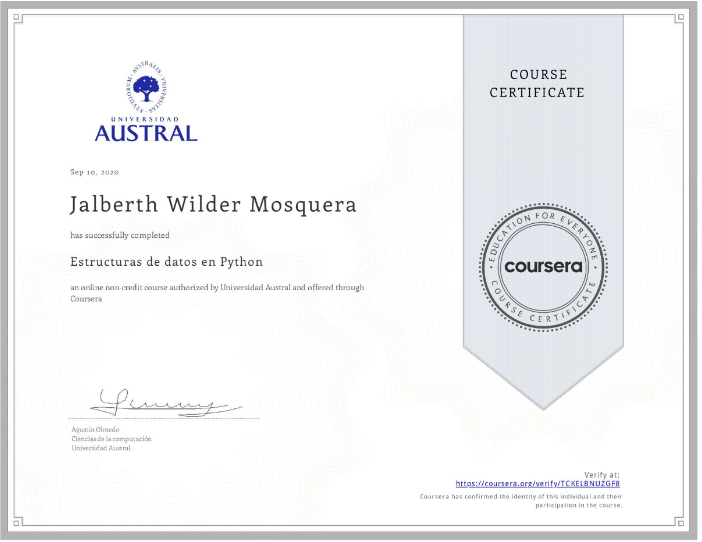 STUDIORUM · UNIVERSITAS · AUSTRALIS
UNIVERSIDAD
AUSTRAL
COURSE
CERTIFICATE
Sep 10, 2020
Jalberth Wilder Mosquera
has successfully completed
Estructuras de datos en Python
an online non-credit course authorized by Universidad Austral and offered through
Coursera
EDUCATION FOR EVERYONE
coursera
COURSE CERTIFICATE
Agustín Olmedo
Ciencias de la computación
Universidad Austral
Verify at:
https://coursera.org/verify/TCKELBNUZGF8
Coursera has confirmed the identity of this individual and their
participation in the course.